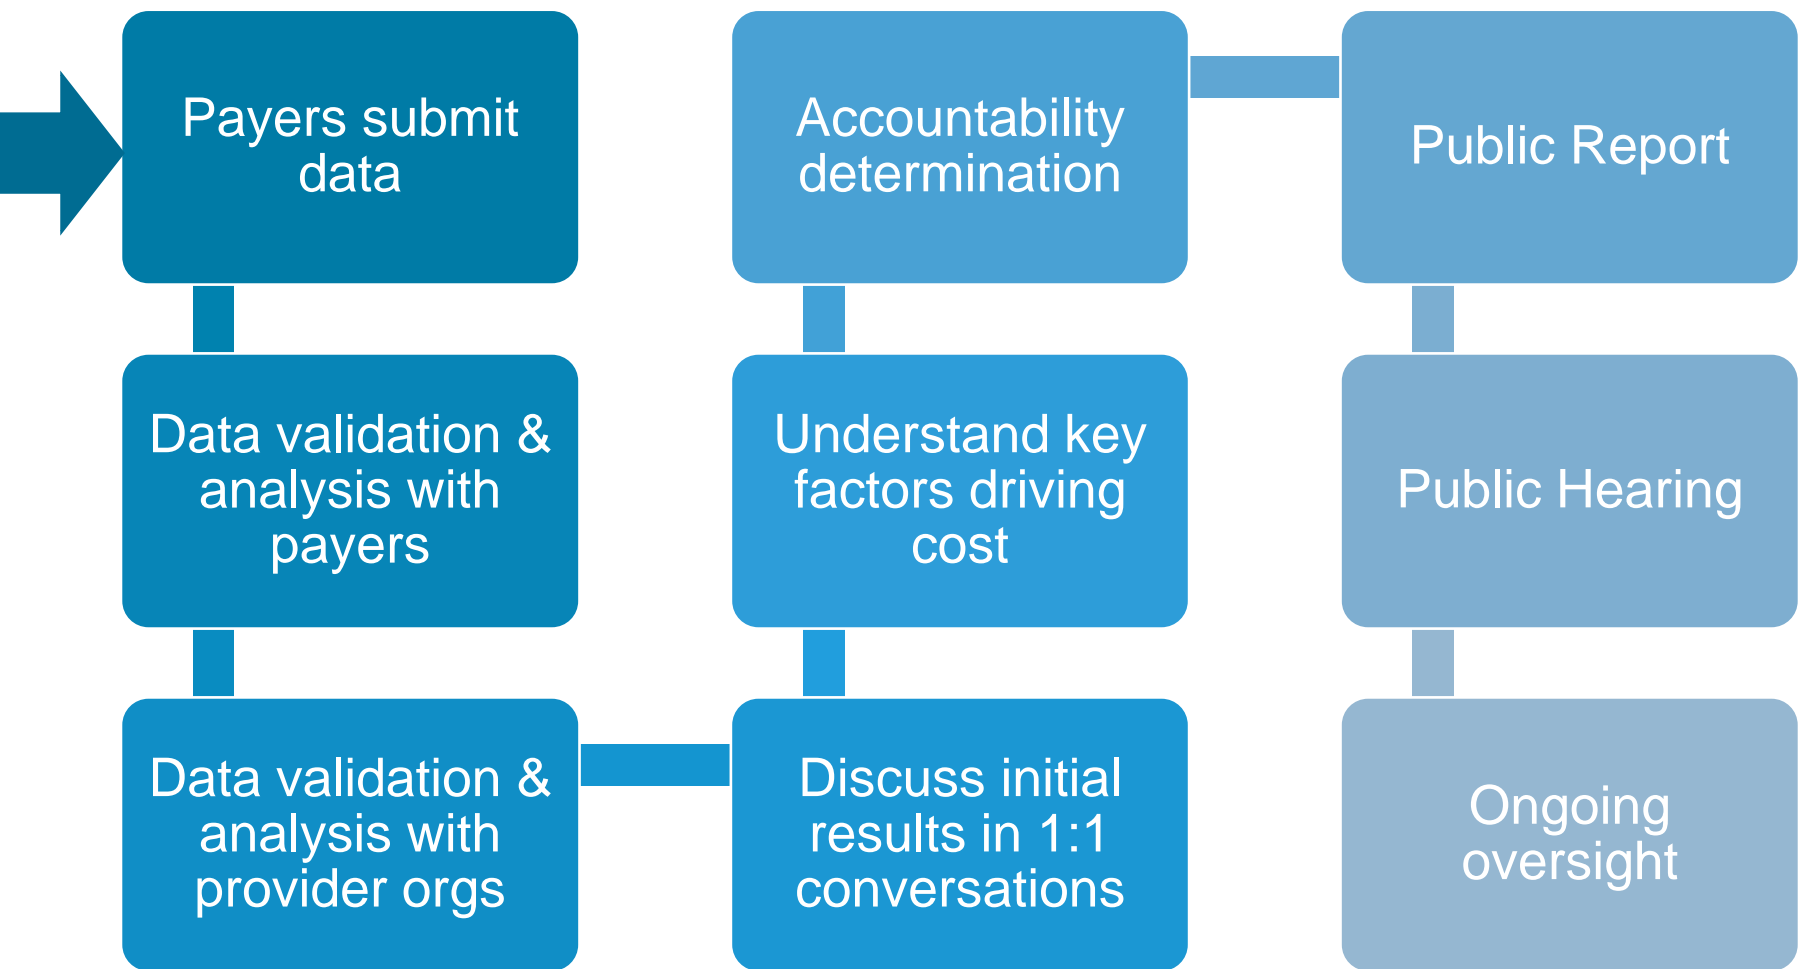 Payers submit
data
Data validation &
analysis with
payers
Data validation &
analysis with
provider orgs
Discuss initial
results in 1:1
conversations
Understand key
factors driving
cost
Accountability
determination
Public Report
Public Hearing
Ongoing
oversight